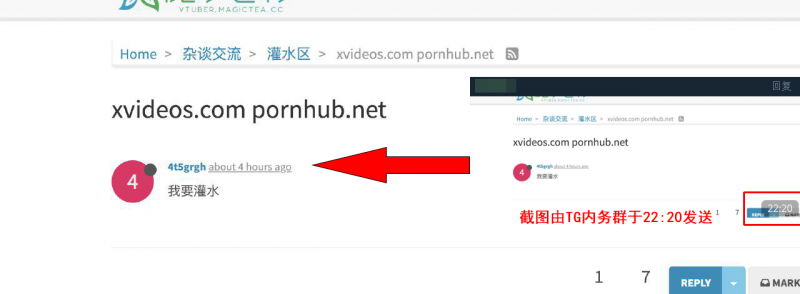 VTUBER.MAGICTEA.CC
Home > 杂谈交流 > 灌水区 > xvideos.com pornhub.net
xvideos.com pornhub.net
4
4t5grgh about 4 hours ago
我要灌水
1 7 REPLY MARK
回复
VTUBER.MAGICTEA.CC
Home > 杂谈交流 > 灌水区 > xvideos.com pornhub.net
xvideos.com pornhub.net
4
4t5grgh about 4 hours ago
我要灌水
1 7 REPLY
22:20
截图由TG内务群于22:20发送